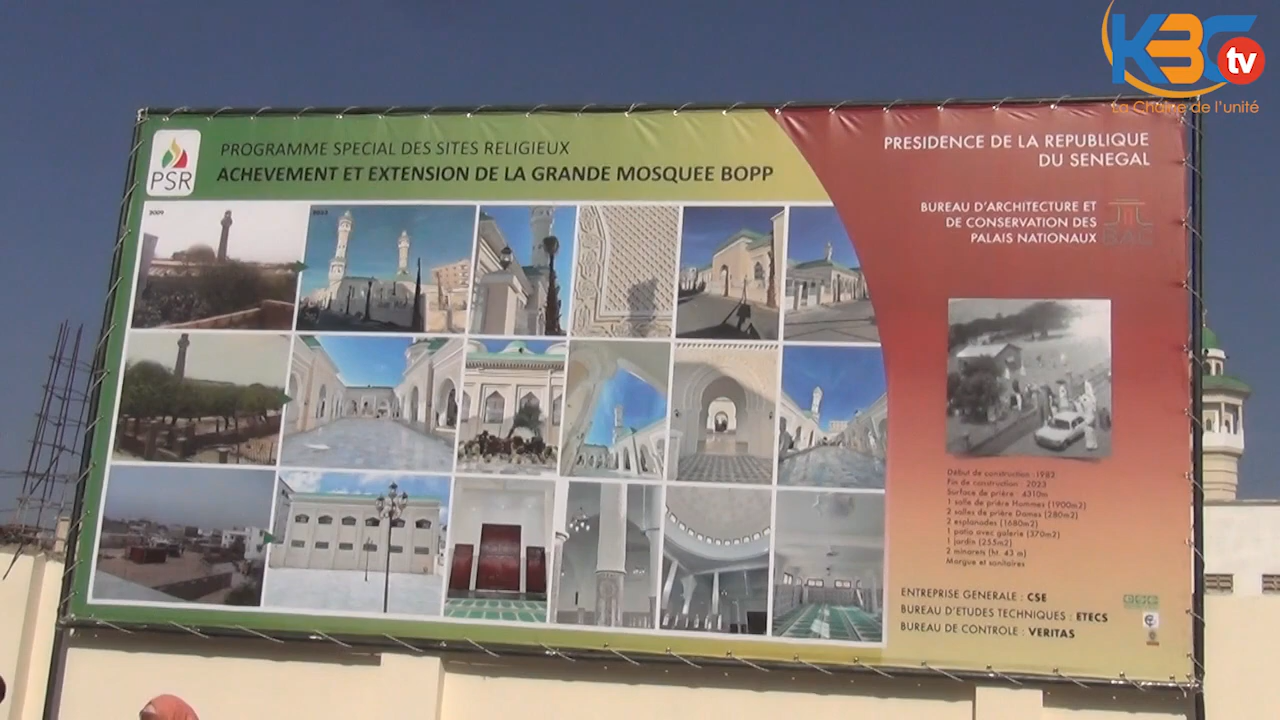 KBC tv
La Chaîne de l'unité
PSR
PROGRAMME SPECIAL DES SITES RELIGIEUX
ACHEVEMENT ET EXTENSION DE LA GRANDE MOSQUEE BOPP
2009
2023
PRESIDENCE DE LA REPUBLIQUE
DU SENEGAL
BUREAU D'ARCHITECTURE ET
DE CONSERVATION DES
PALAIS NATIONAUX
Début de construction :1983
Fin de construction : 2023
Surface de prière : 4310m
1 salle de prière Hommes (1900m2)
2 salles de prière Dames (280m2)
2 esplanades (1680m2)
1 patio avec galerie (370m2)
1 jardin (255m2)
2 minarets (ht. 43 m)
Morgue et sanitaires
ENTREPRISE GENERALE : CSE
BUREAU D'ETUDES TECHNIQUES : ETECS
BUREAU DE CONTROLE : VERITAS